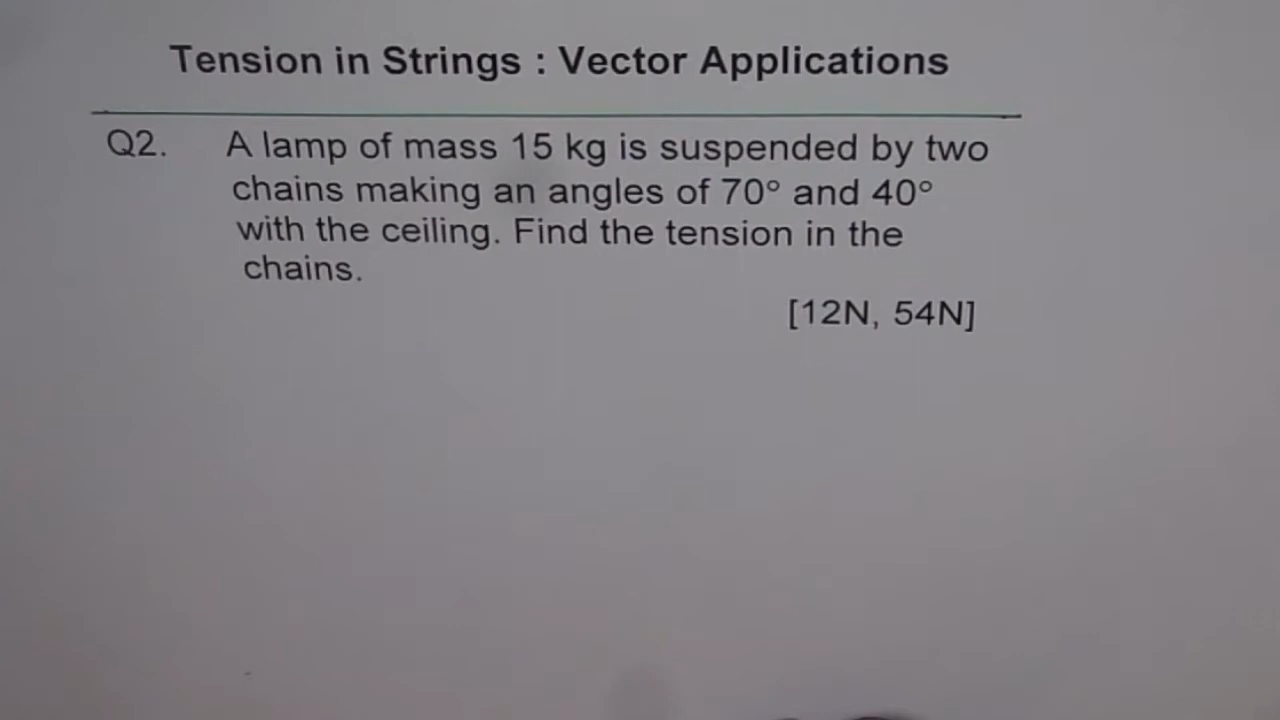 Tension in Strings : Vector Applications
Q2. A lamp of mass 15 kg is suspended by two
chains making an angles of 70° and 40°
with the ceiling. Find the tension in the
chains.
[12N, 54N]